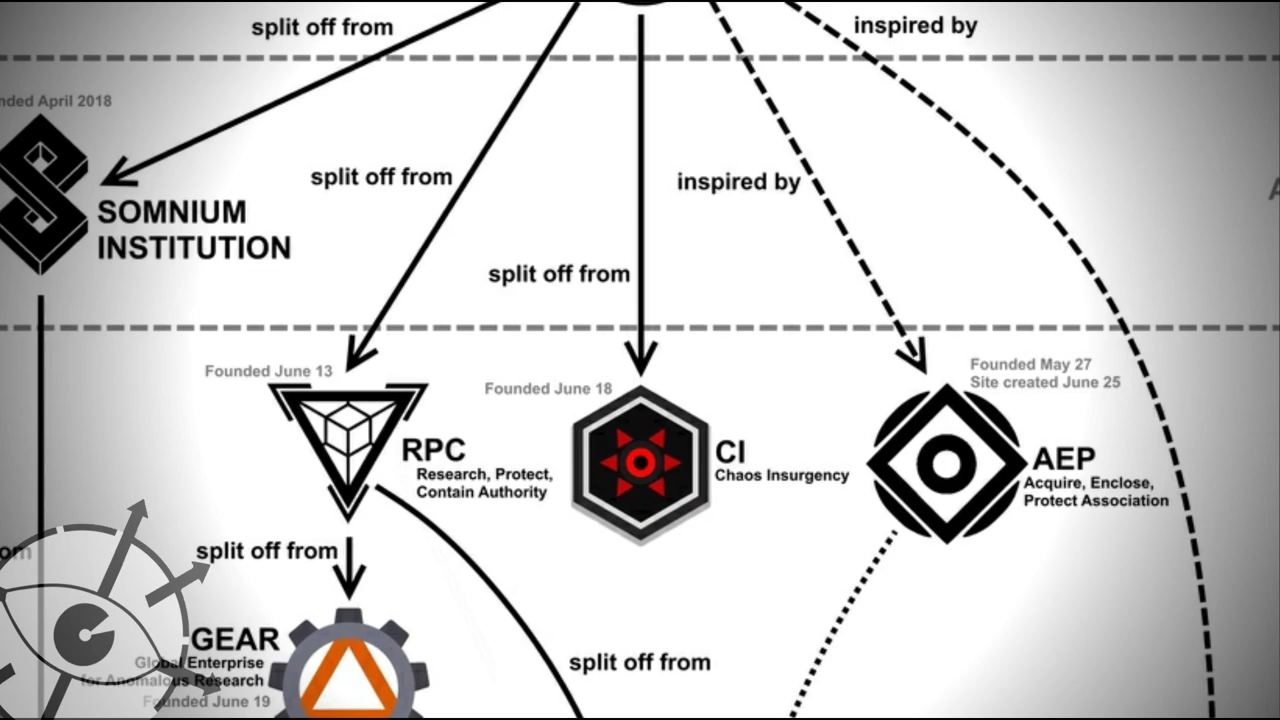 split off from
inspired by
nded April 2018
split off from
inspired by
SOMNIUM
INSTITUTION
split off from
Founded June 13
Founded June 18
Founded May 27
Site created June 25
RPC
Research, Protect,
Contain Authority
CI
Chaos Insurgency
AEP
Acquire, Enclose,
Protect Association
om
split off from
GEAR
Global Enterprise
for Anomalous Research
Founded June 19
split off from